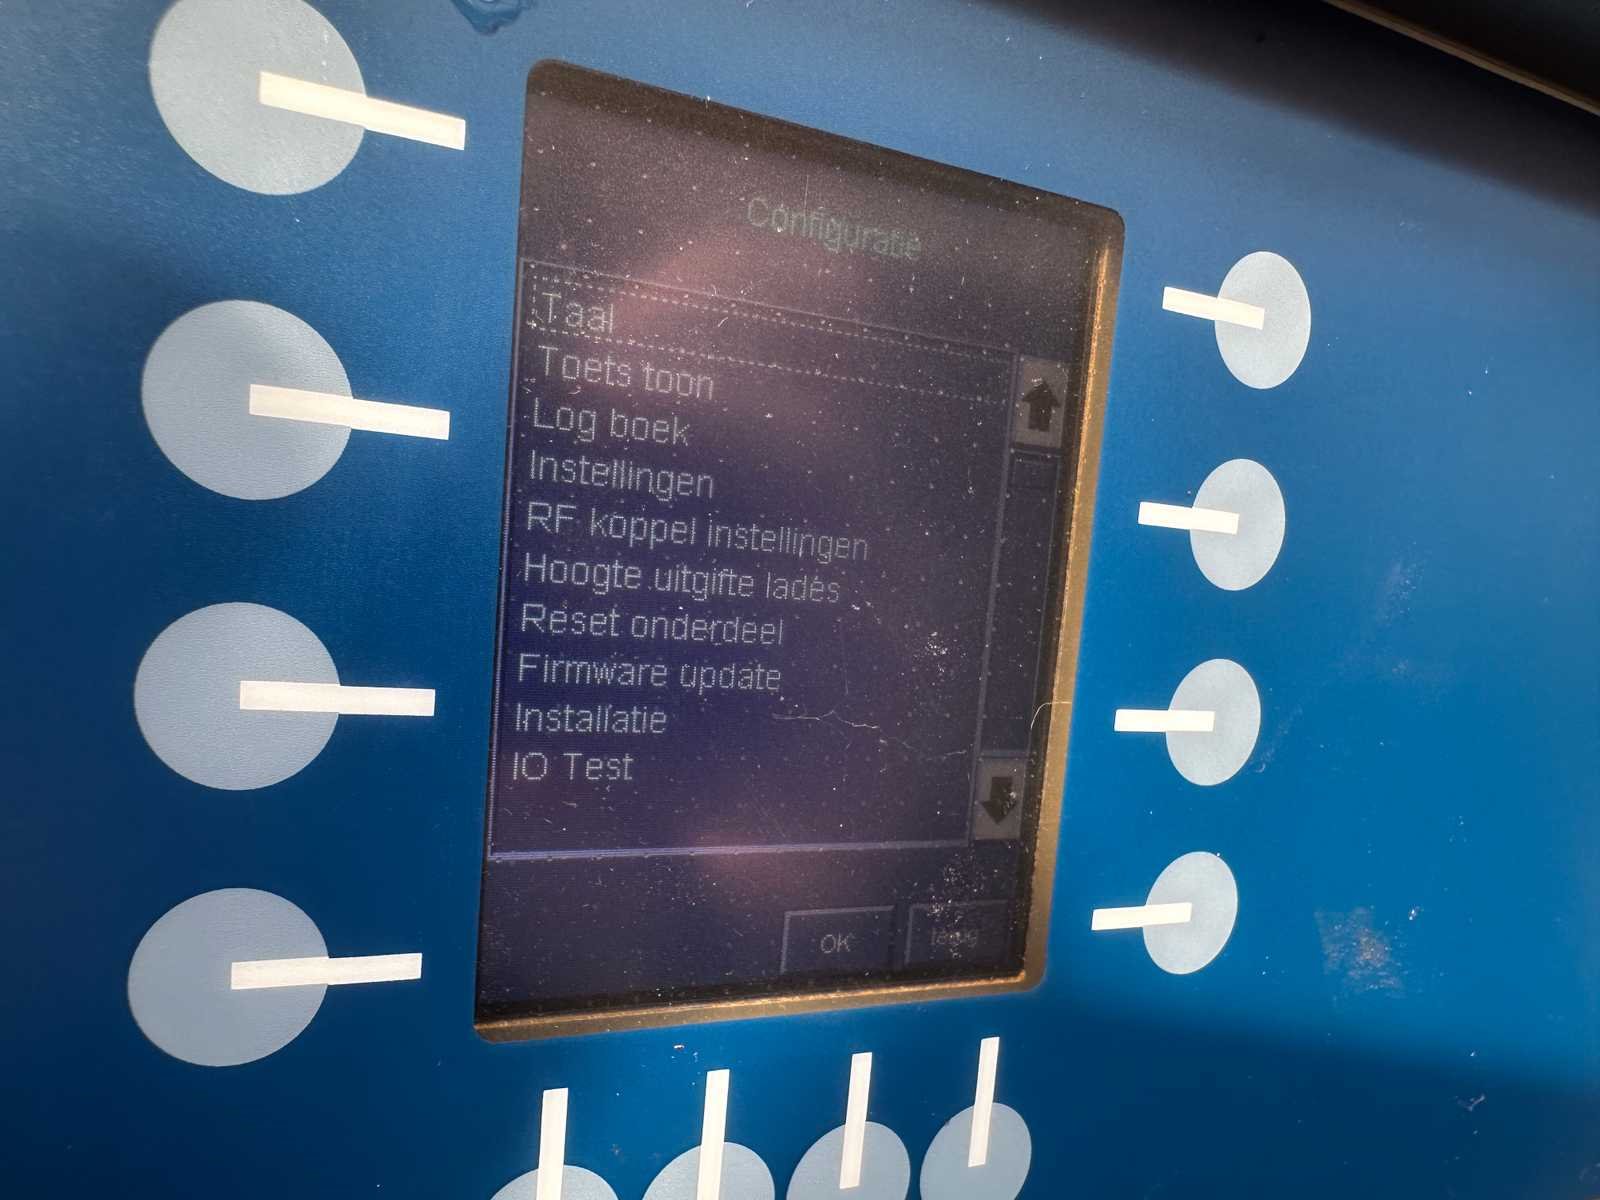 Configuratie
Taal
Toets toon
Log boek
Instellingen
RF koppel instellingen
Hoogte uitgifte lades
Reset onderdeel
Firmware update
Installatie
IO Test
OK
terug